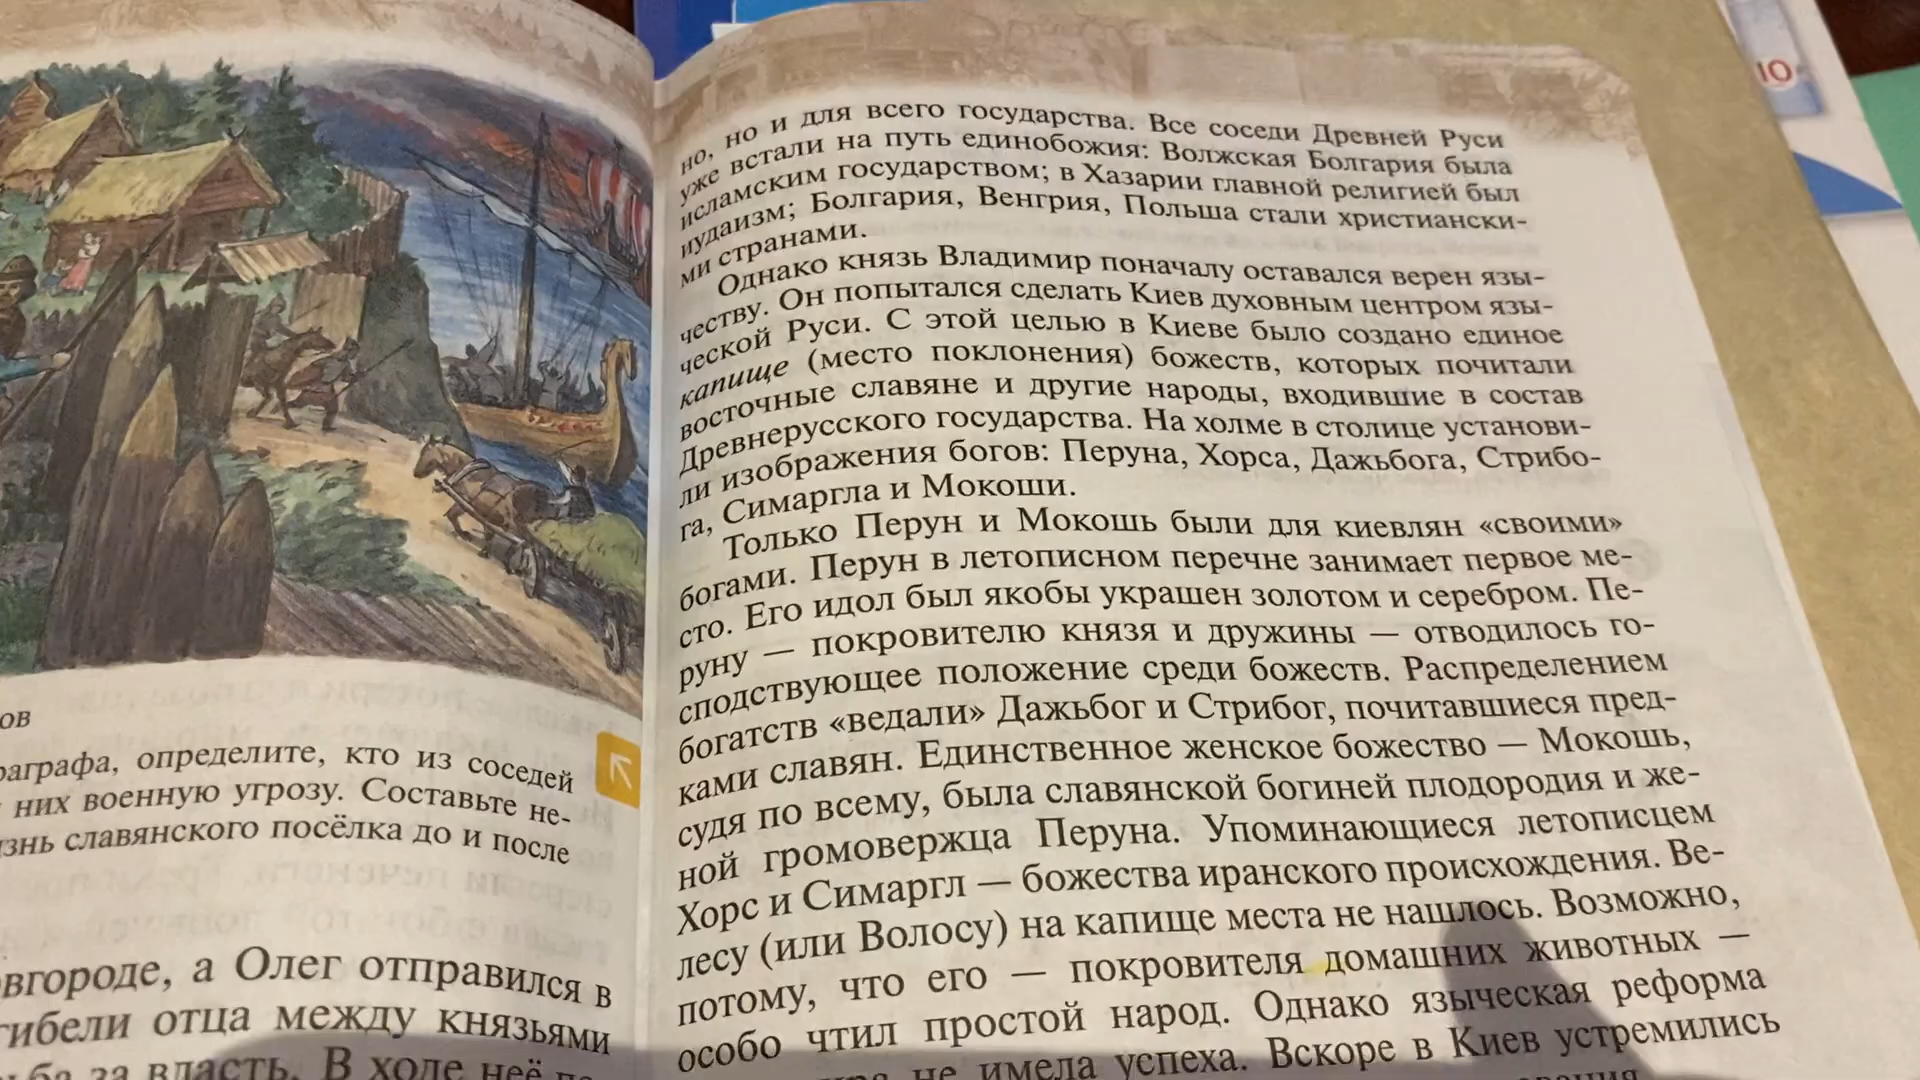 ов
раграфа, определите, кто из соседей
них военную угрозу. Составьте не-
знь славянского посёлка до и после
овгороде, а Олег отправился в
гибели отца между князьями
ба за власть. В ходе неё
но, но и для всего государства. Все соседи Древней Руси
уже встали на путь единобожия: Волжская Болгария была
исламским государством; в Хазарии главной религией был
иудаизм; Болгария, Венгрия, Польша стали христиански-
ми странами.
Однако князь Владимир поначалу оставался верен язы-
честву. Он попытался сделать Киев духовным центром язы-
ческой Руси. С этой целью в Киеве было создано единое
капище (место поклонения) божеств, которых почитали
восточные славяне и другие народы, входившие в состав
Древнерусского государства. На холме в столице установи-
ли изображения богов: Перуна, Хорса, Дажьбога, Стрибо-
га, Симаргла и Мокоши.
Только Перун и Мокошь были для киевлян «своими»
богами. Перун в летописном перечне занимает первое ме-
сто. Его идол был якобы украшен золотом и серебром. Пе-
руну — покровителю князя и дружины — отводилось го-
сподствующее положение среди божеств. Распределением
богатств «ведали» Дажьбог и Стрибог, почитавшиеся пред-
ками славян. Единственное женское божество — Мокошь,
судя по всему, была славянской богиней плодородия и же-
ной громовержца Перуна. Упоминающиеся летописцем
Хорс и Симаргл — божества иранского происхождения. Ве-
лесу (или Волосу) на капище места не нашлось. Возможно,
потому, что его — покровителя домашних животных —
особо чтил простой народ. Однако языческая реформа
не имела успеха. Вскоре в Киев устремились
10